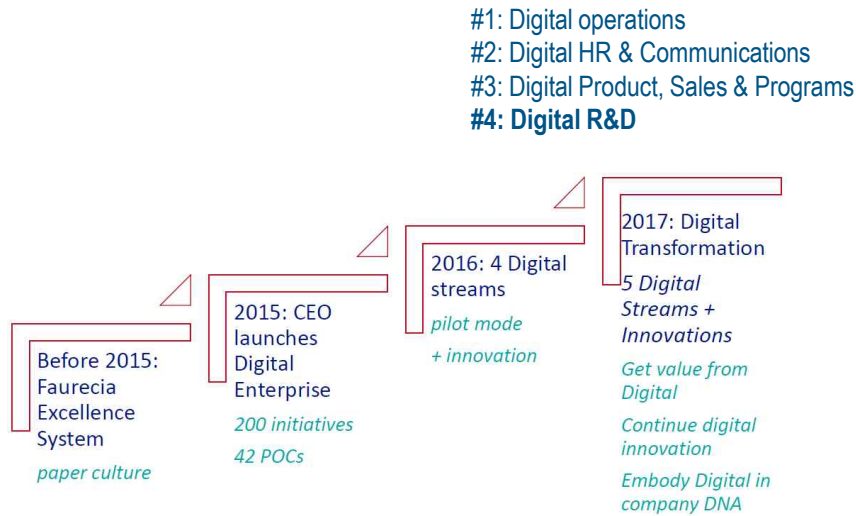 #1: Digital operations
#2: Digital HR & Communications
#3: Digital Product, Sales & Programs
#4: Digital R&D
Before 2015:
Faurecia
Excellence
System
paper culture
2015: CEO
launches
Digital
Enterprise
200 initiatives
42 POCs
2016: 4 Digital
streams
pilot mode
+ innovation
2017: Digital
Transformation
5 Digital
Streams +
Innovations
Get value from
Digital
Continue digital
innovation
Embody Digital in
company DNA